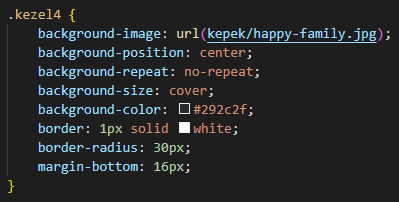 .kezel4 {
    background-image: url(kepek/happy-family.jpg);
    background-position: center;
    background-repeat: no-repeat;
    background-size: cover;
    background-color: #292c2f;
    border: 1px solid white;
    border-radius: 30px;
    margin-bottom: 16px;
}